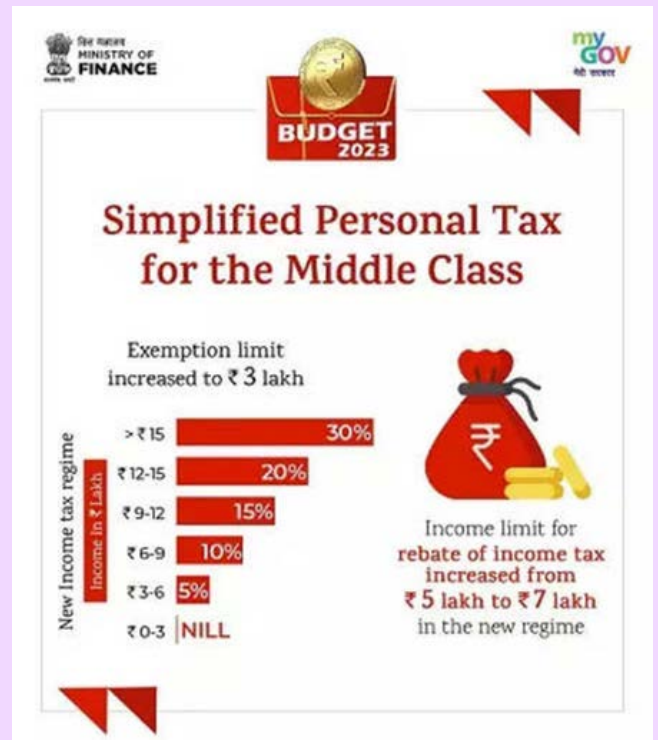 MINISTRY OF
FINANCE
my
GOV
मेरी सरकार
₹
BUDGET
2023
Simplified Personal Tax
for the Middle Class
Exemption limit
increased to ₹ 3 lakh
New Income tax regime
Income in ₹ Lakh
>₹15 30%
₹12-15 20%
₹9-12 15%
₹6-9 10%
₹3-6 5%
₹0-3 NILL
₹
Income limit for
rebate of income tax
increased from
₹ 5 lakh to ₹7 lakh
in the new regime